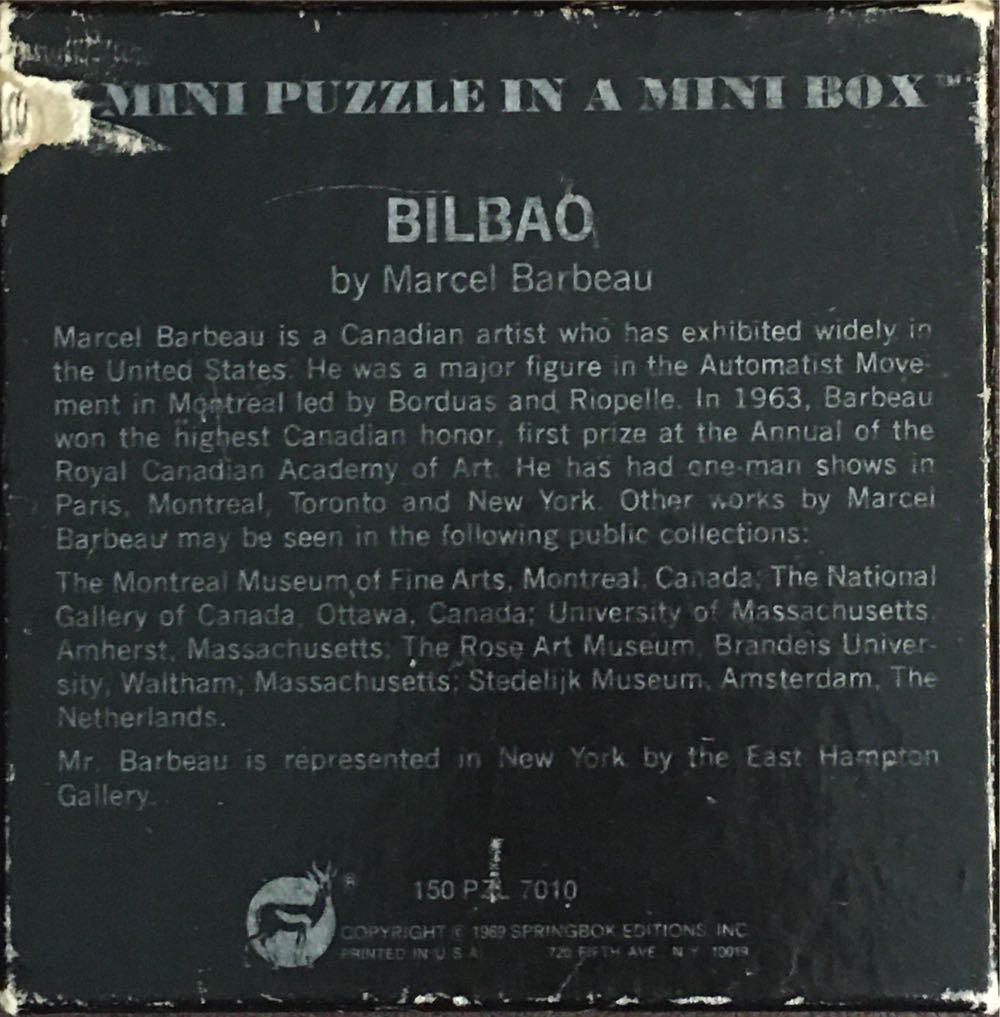 MINI PUZZLE IN A MINI BOX™
BILBAO
by Marcel Barbeau
Marcel Barbeau is a Canadian artist who has exhibited widely in
the United States. He was a major figure in the Automatist Move-
ment in Montreal led by Borduas and Riopelle. In 1963, Barbeau
won the highest Canadian honor, first prize at the Annual of the
Royal Canadian Academy of Art. He has had one-man shows in
Paris, Montreal, Toronto and New York. Other works by Marcel
Barbeau may be seen in the following public collections:
The Montreal Museum of Fine Arts, Montreal, Canada; The National
Gallery of Canada, Ottawa, Canada; University of Massachusetts,
Amherst, Massachusetts; The Rose Art Museum, Brandeis Univer-
sity, Waltham, Massachusetts; Stedelijk Museum, Amsterdam, The
Netherlands.
Mr. Barbeau is represented in New York by the East Hampton
Gallery.
®
150 PZL 7010
COPYRIGHT © 1969 SPRINGBOK EDITIONS INC
PRINTED IN U S A 720 FIFTH AVE N Y 10019